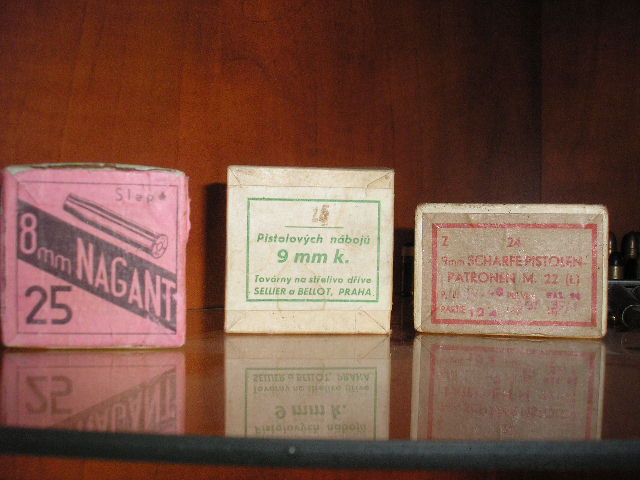 Slepé
8mm NAGANT
25
25
Pistolových nábojů
9 mm k.
Továrny na střelivo dříve
SELLIER a BELLOT, PRAHA
Z 24
9mm SCHARFE PISTOLEN-
PATRONEN M. 22 (t)